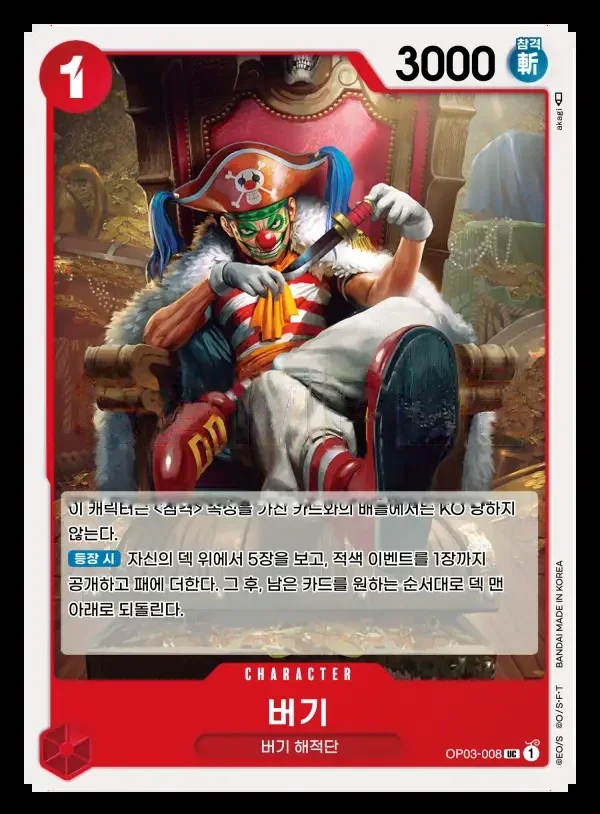 1
3000
참격
斬
akagi
이 캐릭터는 <참격> 속성을 가진 카드와의 배틀에서는 KO 당하지
않는다.
등장 시 자신의 덱 위에서 5장을 보고, 적색 이벤트를 1장까지
공개하고 패에 더한다. 그 후, 남은 카드를 원하는 순서대로 덱 맨
아래로 되돌린다.
CHARACTER
버기
버기 해적단
OP03-008 UC 1
©EO/S ©O/S·F·T BANDAI MADE IN KOREA